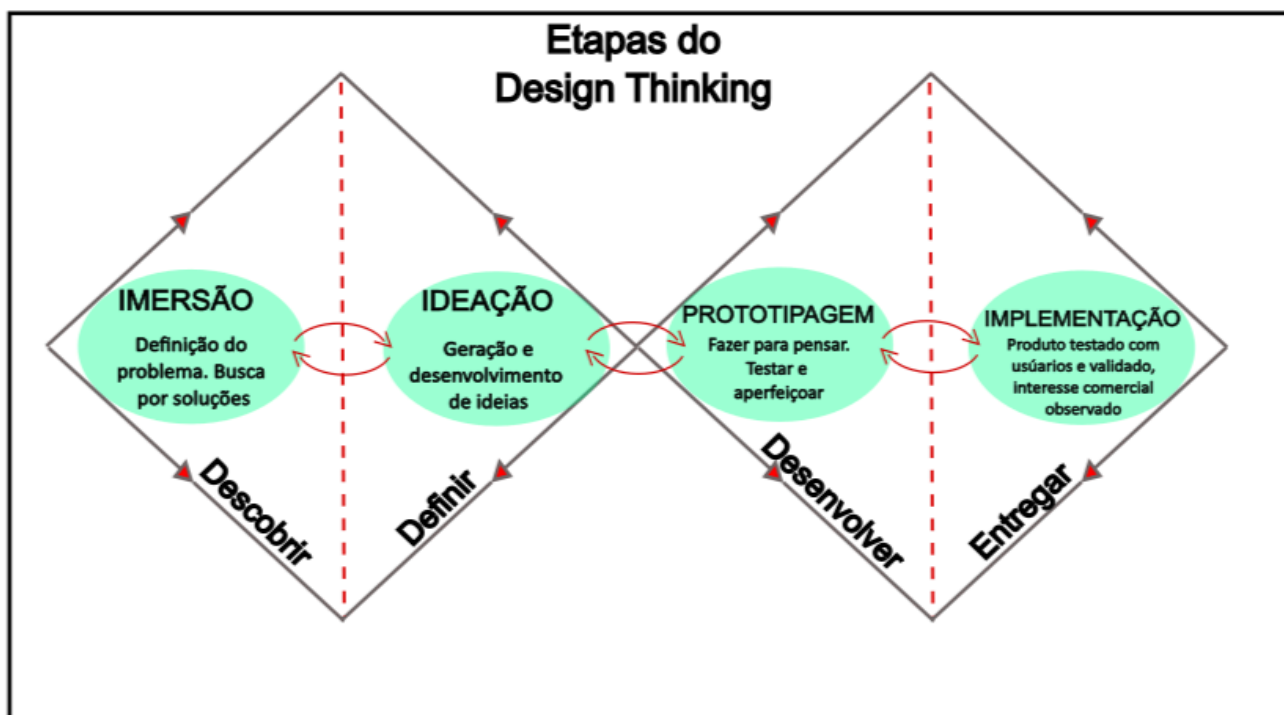 Etapas do
Design Thinking
IMERSÃO
Definição do
problema. Busca
por soluções
IDEAÇÃO
Geração e
desenvolvimento
de ideias
PROTOTIPAGEM
Fazer para pensar.
Testar e
aperfeiçoar
IMPLEMENTAÇÃO
Produto testado com
usúários e validado,
interesse comercial
observado
Descobrir
Definir
Desenvolver
Entregar